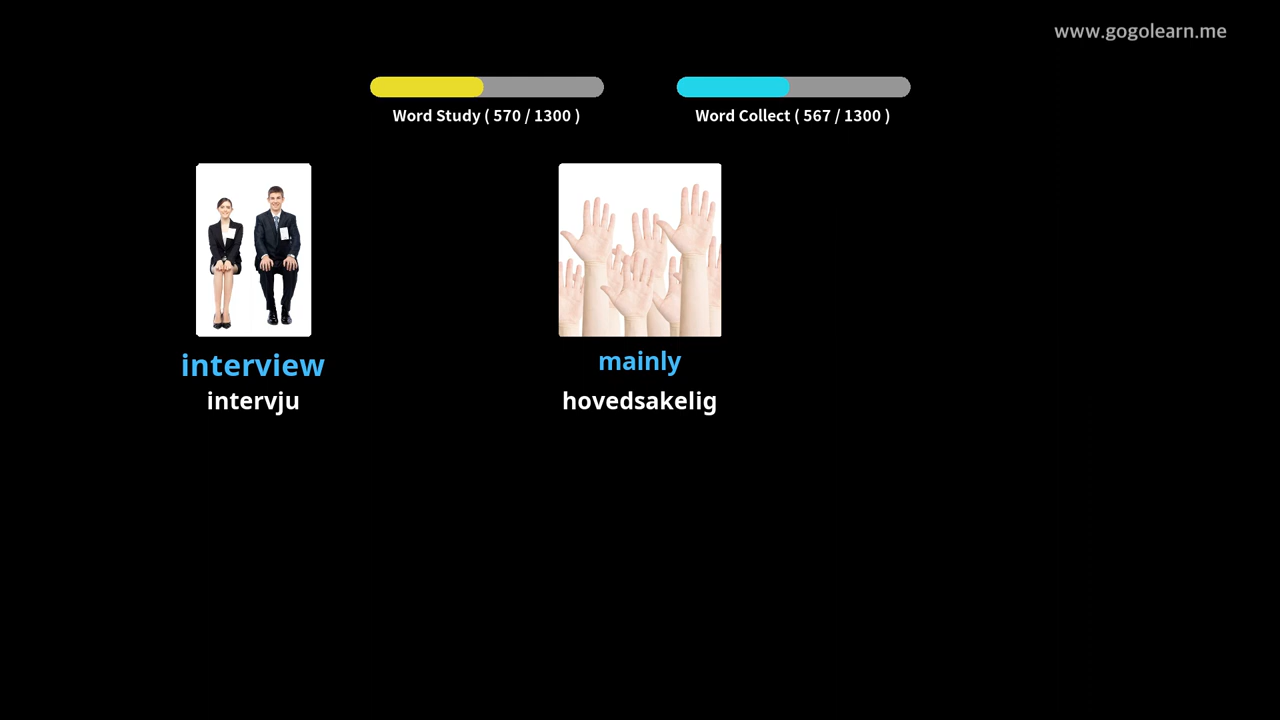 www.gogolearn.me
Word Study ( 570 / 1300 )
Word Collect ( 567 / 1300 )
interview
intervju
mainly
hovedsakelig